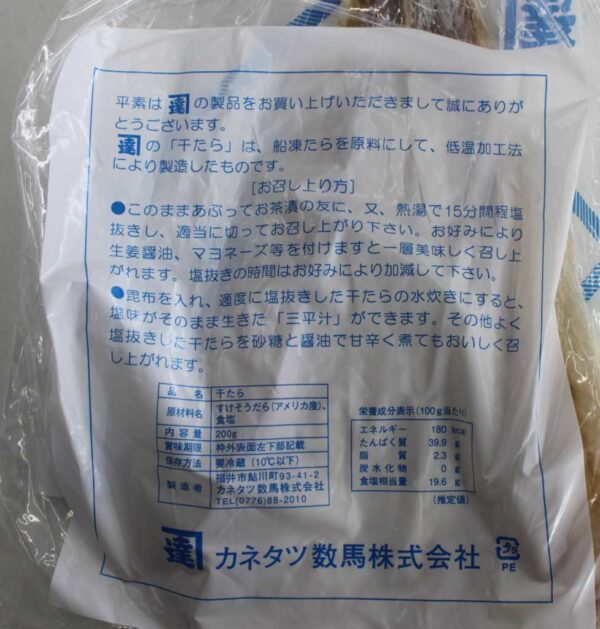 平素は達の製品をお買い上げいただきまして誠にありが
とうございます。
達の「干たら」は、船凍たらを原料にして、低温加工法
により製造したものです。
[お召し上り方]
●このままあぶってお茶漬の友に、又、熱湯で15分間程塩
抜きし、適当に切ってお召し上がり下さい。お好みにより
生姜醤油、マヨネーズ等を付けますと一層美味しく召し上
がれます。塩抜きの時間はお好みにより加減して下さい。
●昆布を入れ、適度に塩抜きした干たらの水炊きにすると、
塩味がそのまま生きた「三平汁」ができます。その他よく
塩抜きした干たらを砂糖と醤油で甘辛く煮てもおいしく召
し上がれます。
品名 干たら
原材料名 すけそうだら(アメリカ産)、
食塩
内容量 200g
賞味期限 枠外表面左下部記載
保存方法 要冷蔵(10℃以下)
製造者 福井市鮎川町93-41-2
カネタツ数馬株式会社
TEL(0776)88-2010
栄養成分表示(100g当たり)
エネルギー 180 kcal
たんぱく質 39.9 g
脂質 2.3 g
炭水化物 0 g
食塩相当量 19.6 g
(推定値)
達 カネタツ数馬株式会社
プラ
PE
達